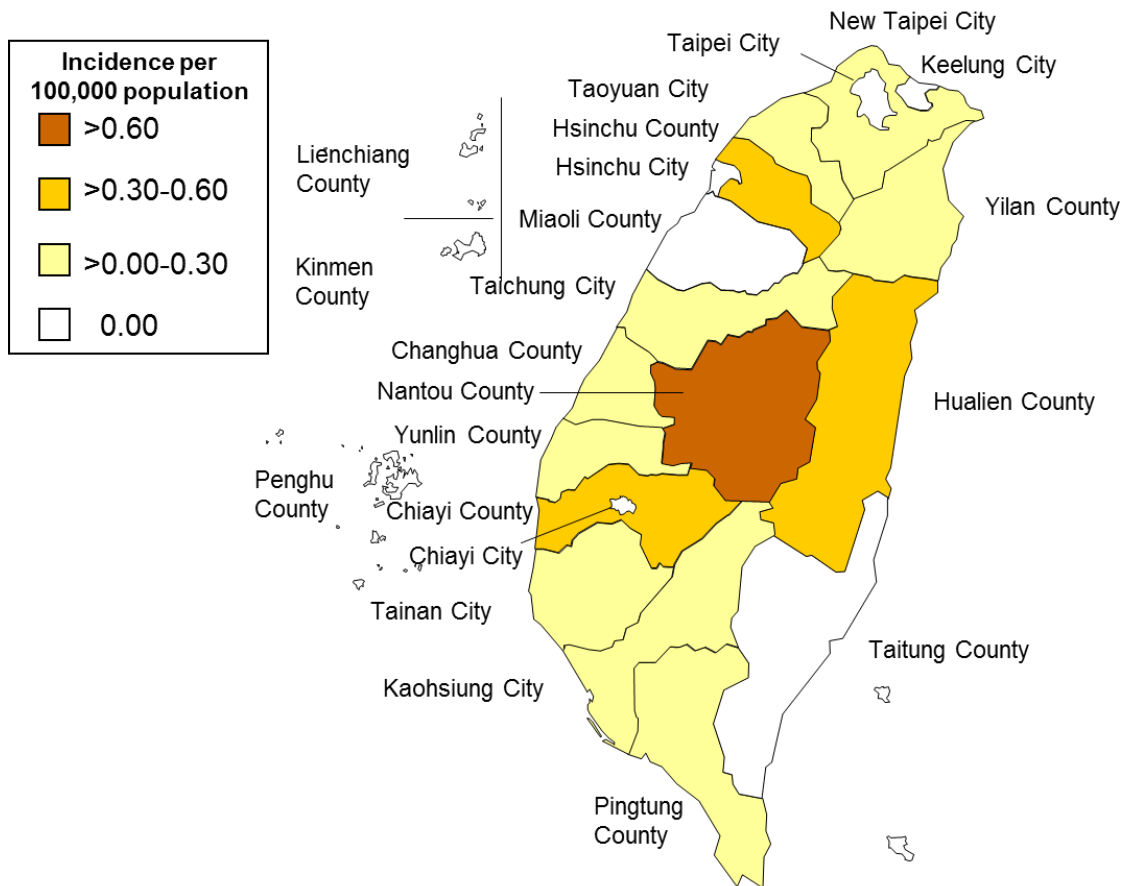 Incidence per
100,000 population
>0.60
>0.30-0.60
>0.00-0.30
0.00
New Taipei City
Taipei City
Keelung City
Taoyuan City
Hsinchu County
Hsinchu City
Lienchiang
County
Miaoli County
Yilan County
Kinmen
County
Taichung City
Changhua County
Nantou County
Hualien County
Yunlin County
Penghu
County
Chiayi County
Chiayi City
Tainan City
Taitung County
Kaohsiung City
Pingtung
County